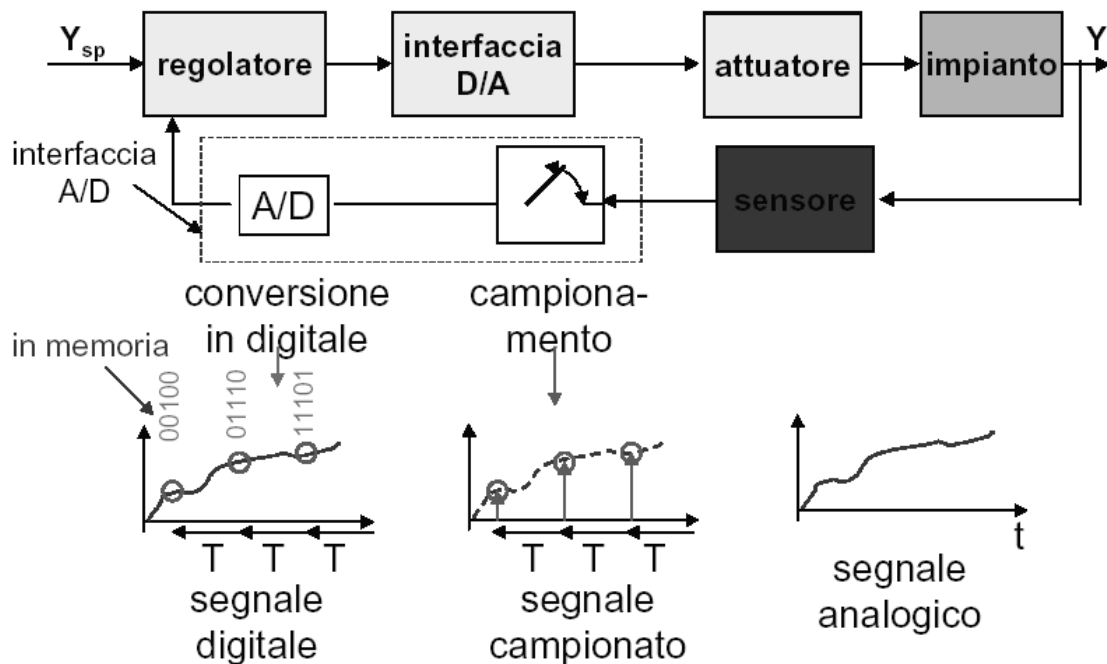 Ysp
regolatore
interfaccia
D/A
attuatore
impianto
Y
interfaccia
A/D
A/D
sensore
conversione
in digitale
campiona-
mento
in memoria
00100
01110
11101
T T T
segnale
digitale
T T T
segnale
campionato
t
segnale
analogico